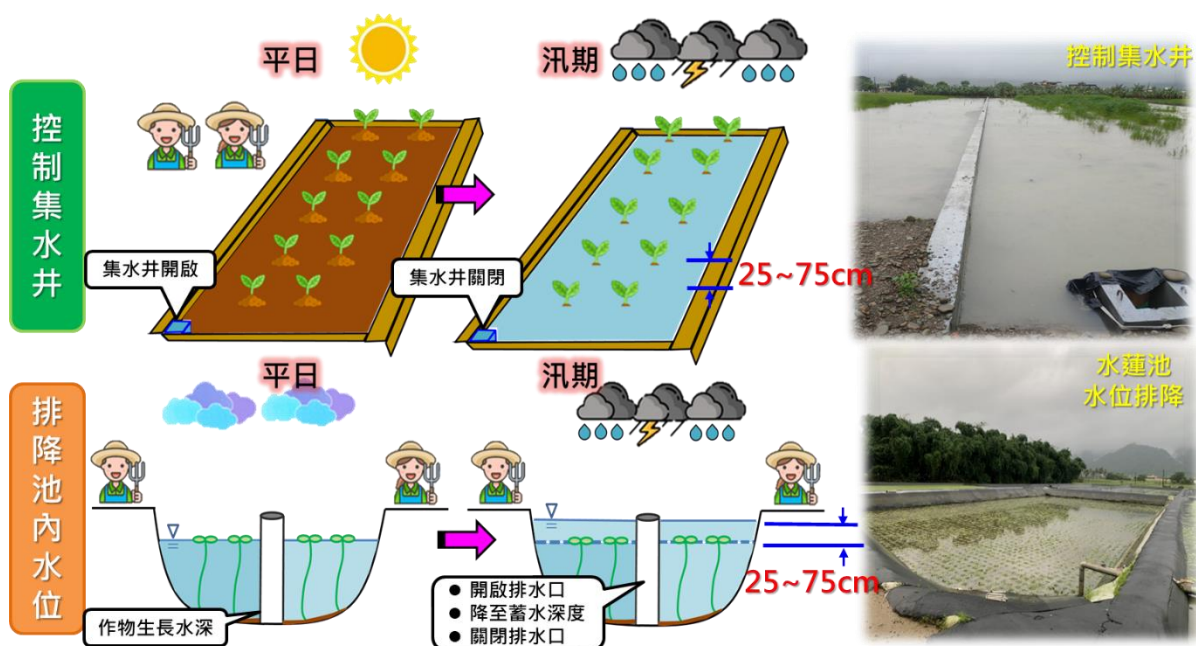 控制集水井
平日
汛期
集水井開啟
集水井關閉
25~75cm
控制集水井
排降池內水位
平日
汛期
作物生長水深
● 開啟排水口
● 降至蓄水深度
● 關閉排水口
25~75cm
水蓮池
水位排降